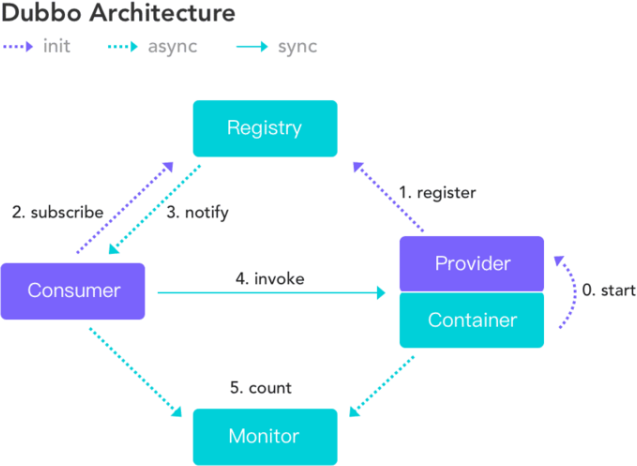 Dubbo Architecture
init async sync
Registry
1. register
2. subscribe 3. notify
Provider
Consumer 4. invoke 0. start
Container
5. count
Monitor